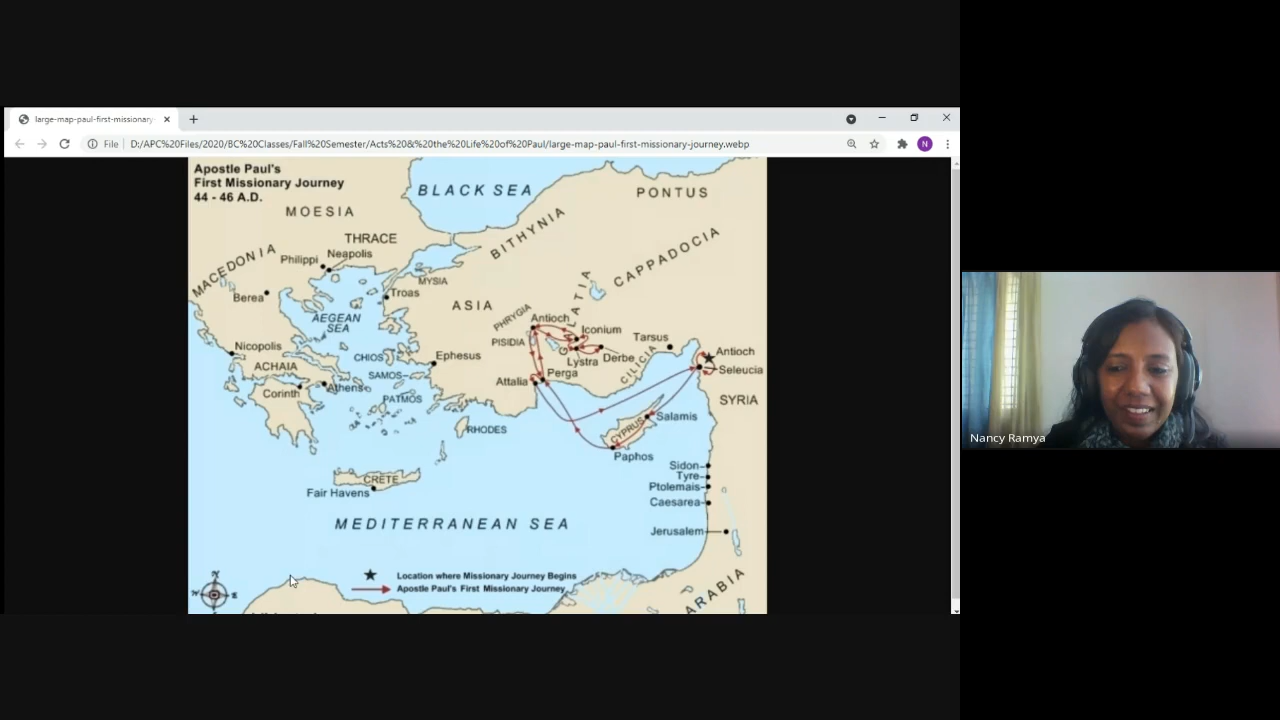 large-map-paul-first-missionary-
File
D:/APC%20Files/2020/BC%20Classes/Fall%20Semester/Acts%20&%20the%20Life%20of%20Paul/large-map-paul-first-missionary-journey.webp
N
Apostle Paul's
First Missionary Journey
44 - 46 A.D.
BLACK SEA
PONTUS
MOESIA
THRACE
BITHYNIA
CAPPADOCIA
MACEDONIA
Philippi
Neapolis
MYSIA
Troas
Berea
ASIA
GALATIA
AEGEAN
SEA
PHRYGIA
Antioch
Iconium
PISIDIA
Tarsus
Nicopolis
CHIOS
Ephesus
Lystra
Derbe
CILICIA
Antioch
Seleucia
ACHAIA
SAMOS
Attalia
Perga
Corinth
Athens
PATMOS
SYRIA
RHODES
CYPRUS
Salamis
Paphos
Nancy Ramya
Sidon
Tyre
Ptolemais
Caesarea
CRETE
Fair Havens
MEDITERRANEAN SEA
Jerusalem
ARABIA
N
W
E
Location where Missionary Journey Begins
Apostle Paul's First Missionary Journey